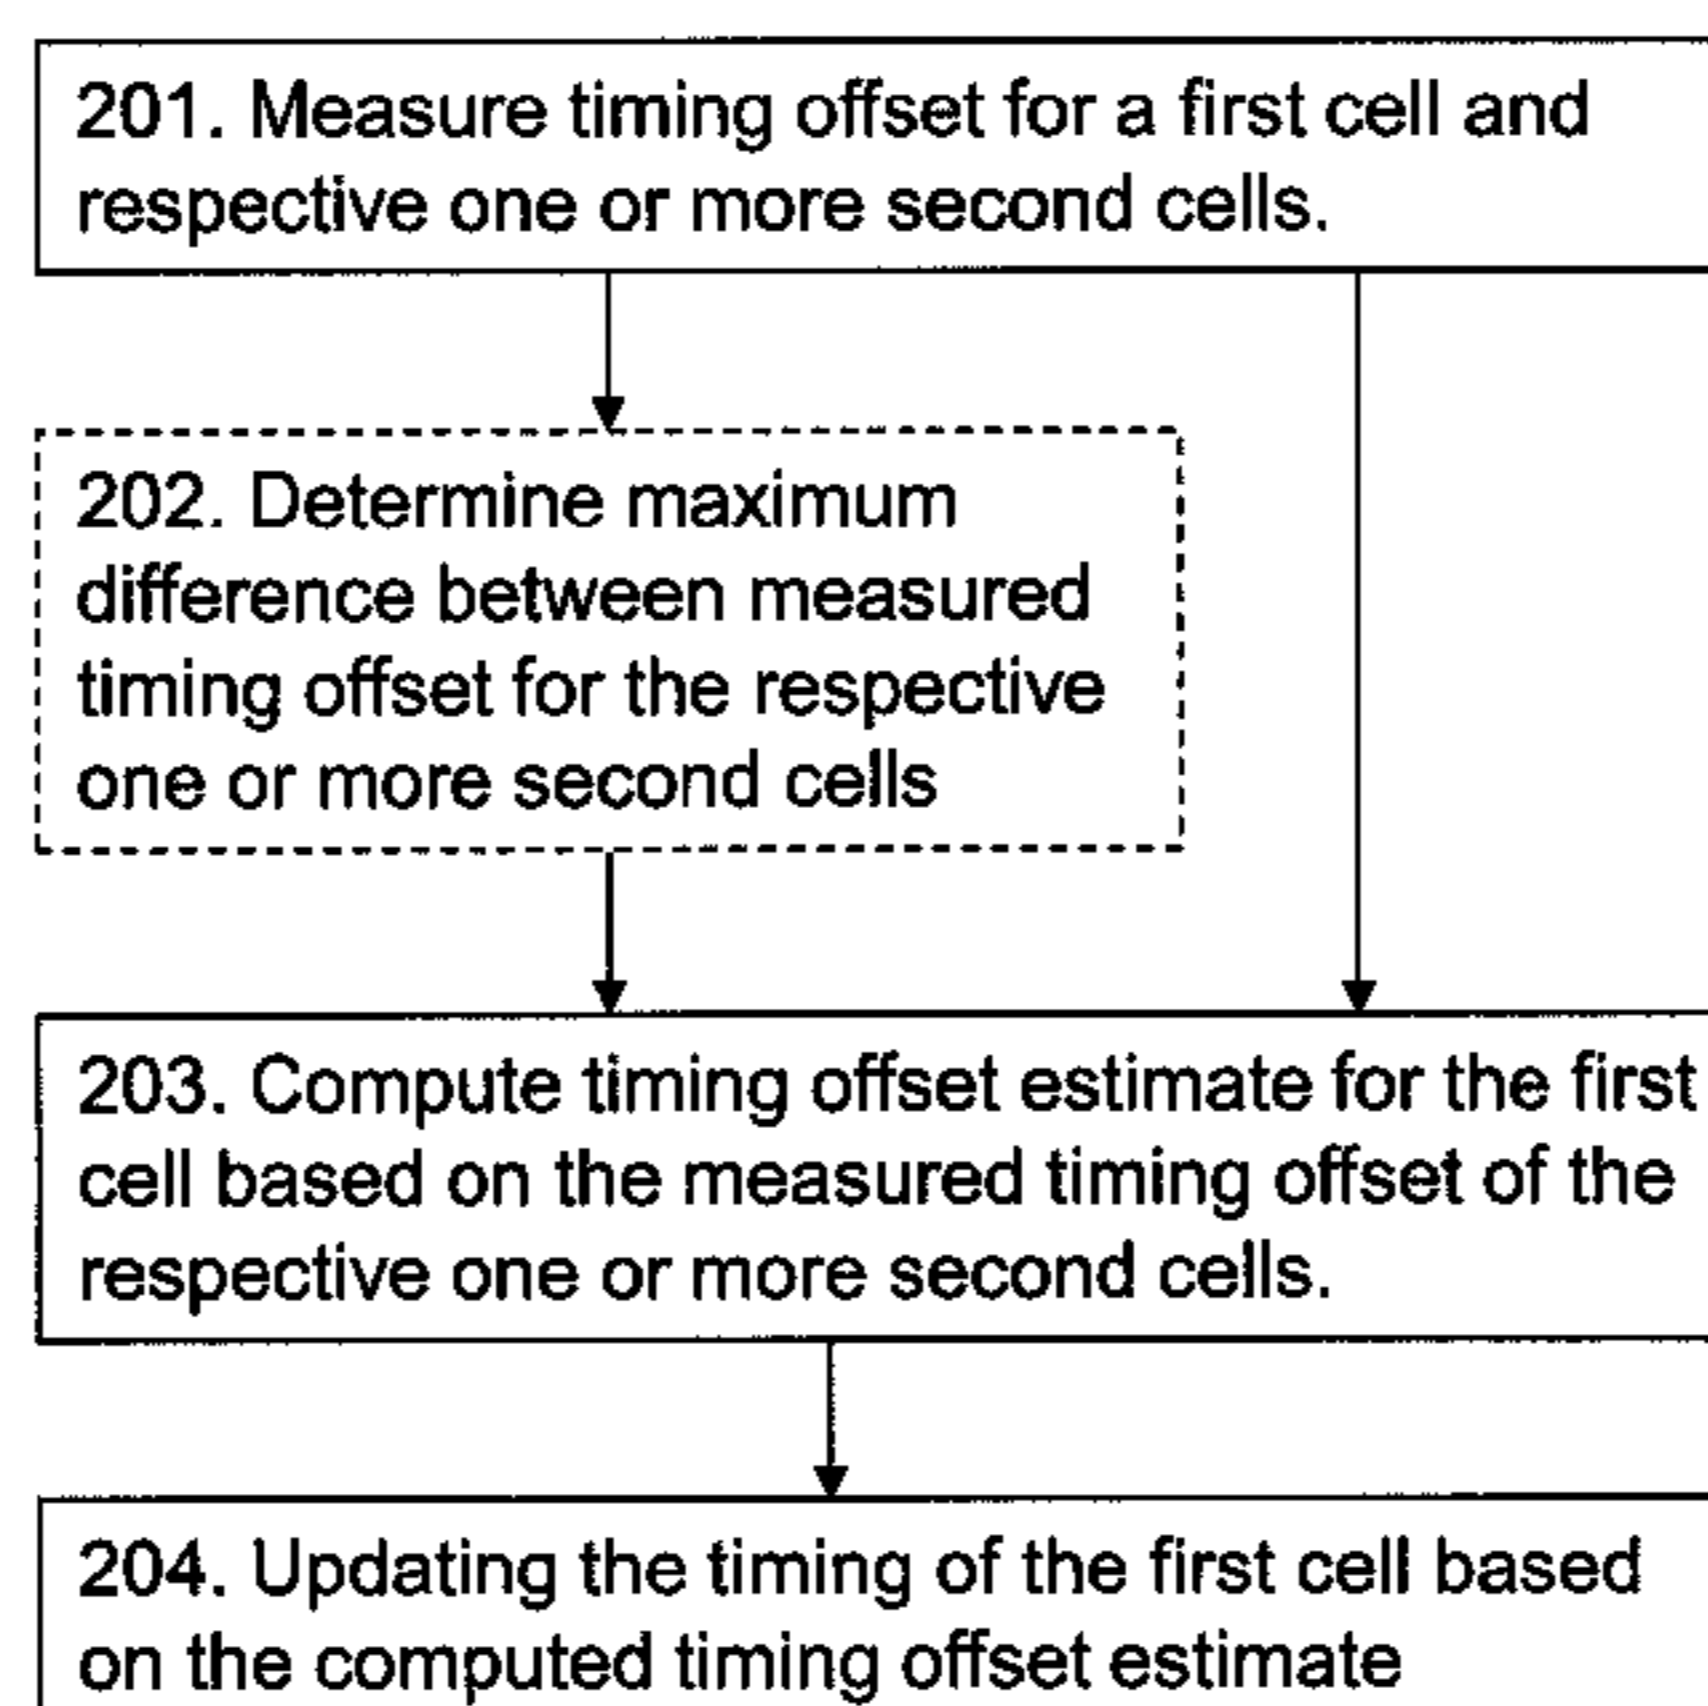 201. Measure timing offset for a first cell and
respective one or more second cells.
202. Determine maximum
difference between measured
timing offset for the respective
one or more second cells
203. Compute timing offset estimate for the first
cell based on the measured timing offset of the
respective one or more second cells.
204. Updating the timing of the first cell based
on the computed timing offset estimate